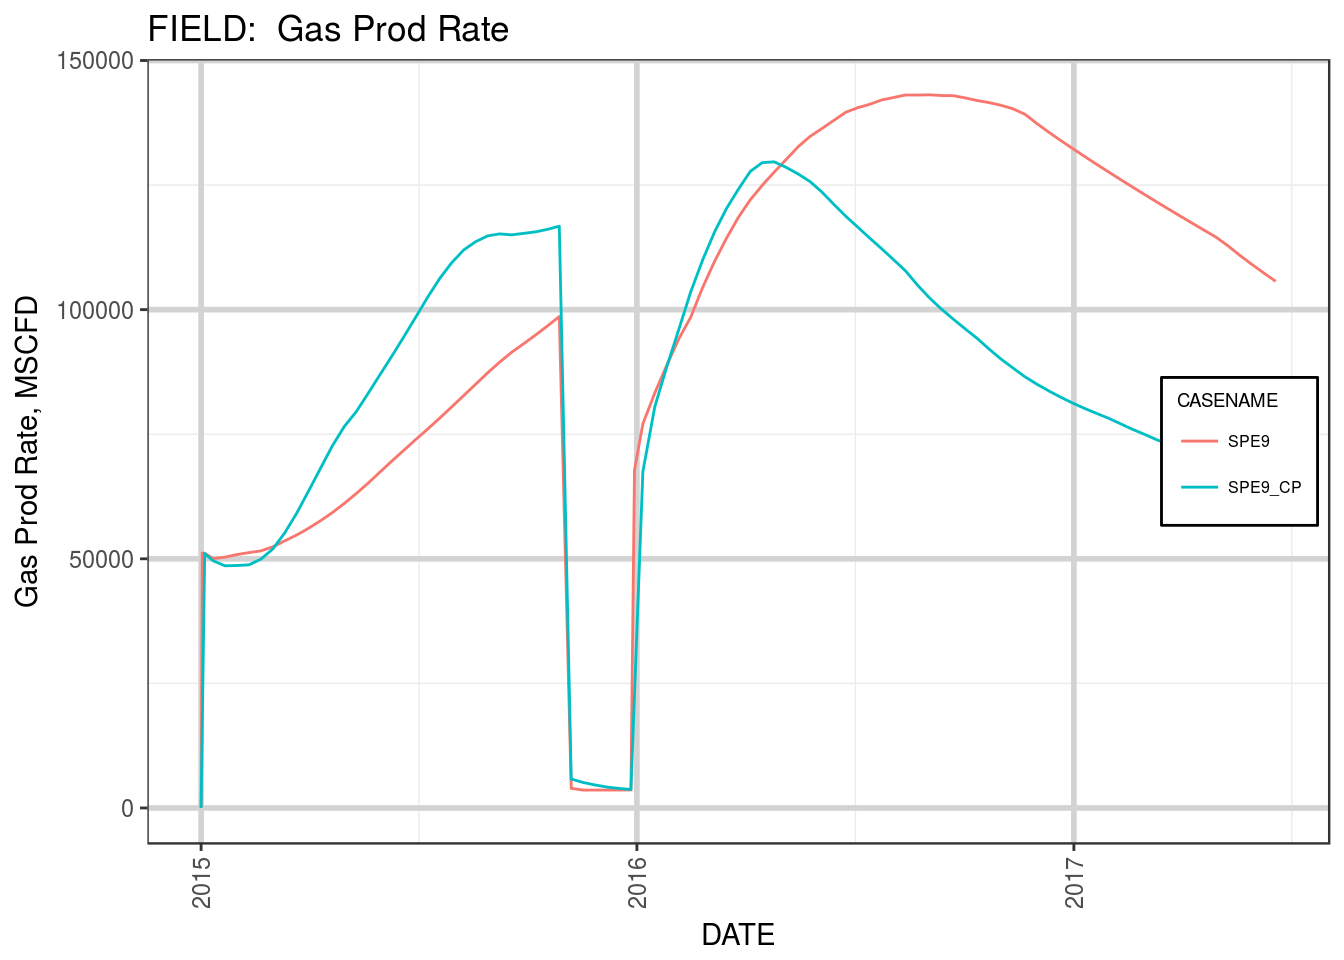 FIELD:  Gas Prod Rate
Gas Prod Rate, MSCFD
150000
100000
50000
0
CASENAME
SPE9
SPE9_CP
2015
2016
2017
DATE